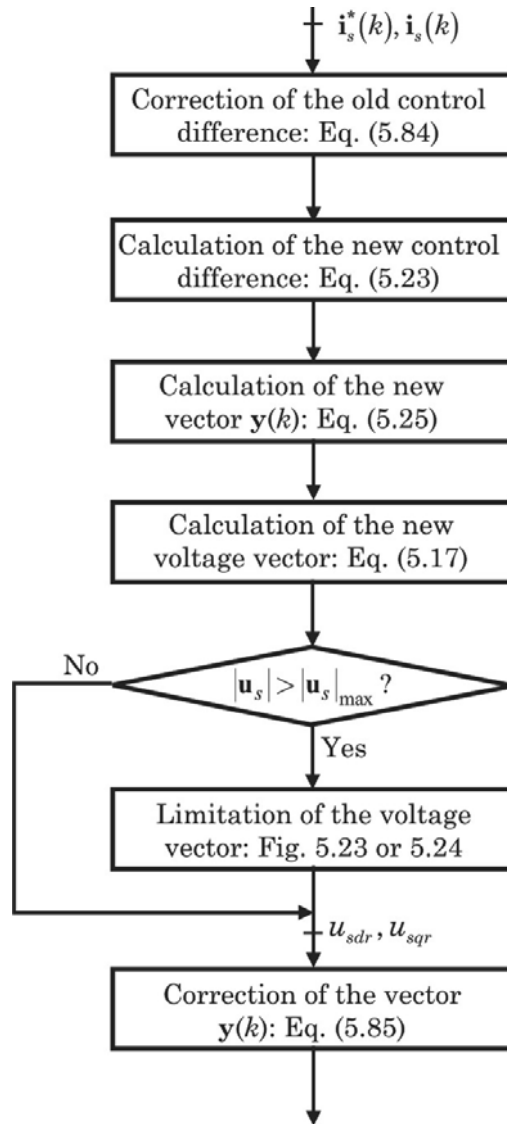 i*s(k), is(k)
Correction of the old control
difference: Eq. (5.84)
Calculation of the new control
difference: Eq. (5.23)
Calculation of the new
vector y(k): Eq. (5.25)
Calculation of the new
voltage vector: Eq. (5.17)
No
|us| > |us|max ?
Yes
Limitation of the voltage
vector: Fig. 5.23 or 5.24
usdr, usqr
Correction of the vector
y(k): Eq. (5.85)